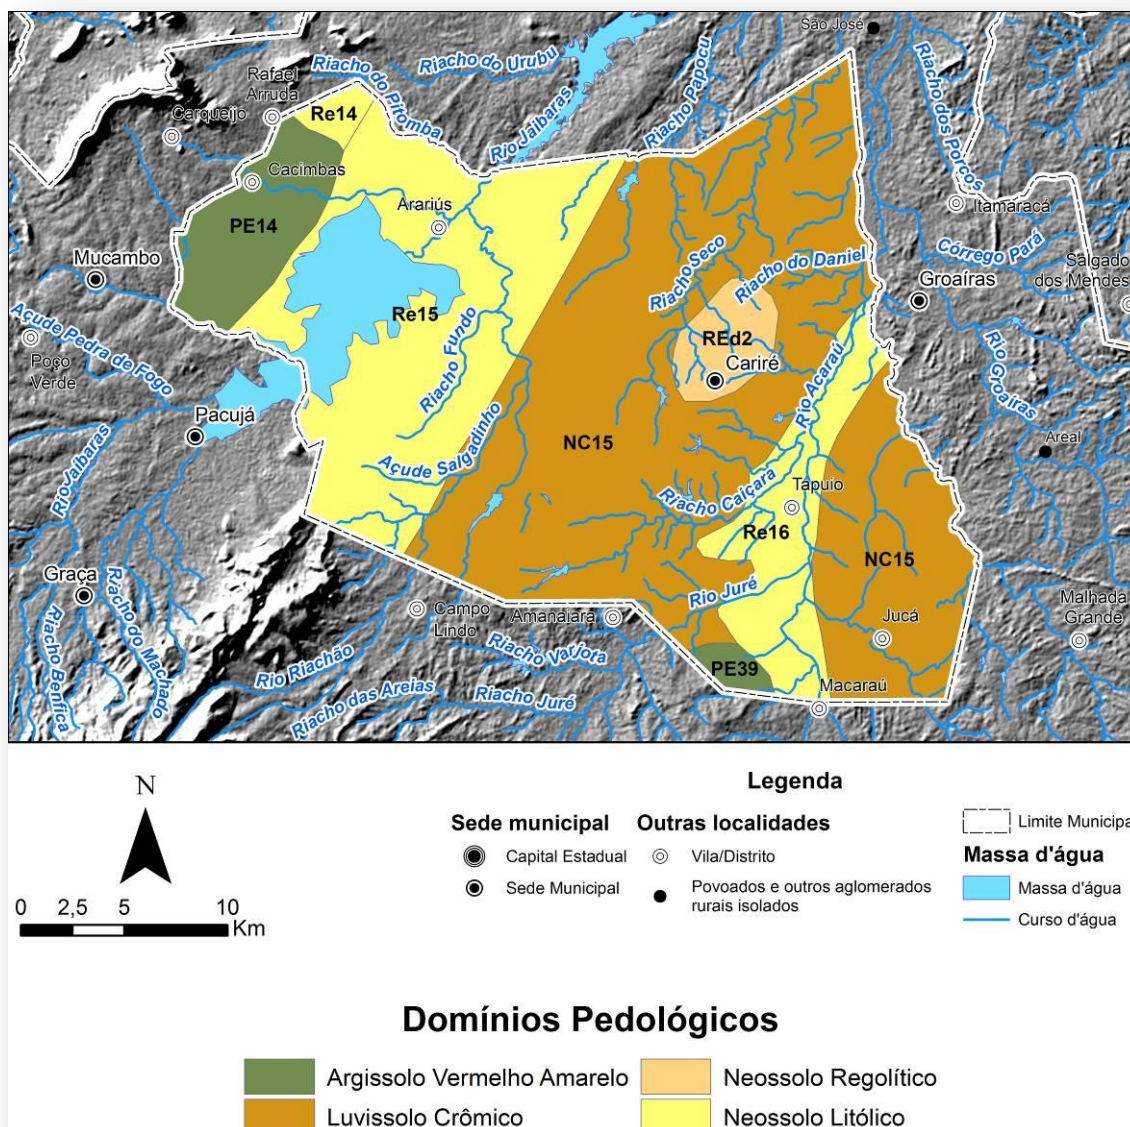 São José
Riacho do Urubu
Riacho do Pitomba
Rafael
Arruda
Carqueijo
Re14
Rio Jaibaras
Riacho Papocu
Riacho dos Porcos
Cacimbas
Arariús
Itamaracá
PE14
Mucambo
Córrego Pará
Riacho Seco
Riacho do Daniel
Salgado
dos Mendes
Groaíras
Açude Pedra de Fogo
Re15
Riacho Fundo
REd2
Cariré
Poço
Verde
Rio Acaraú
Rio Groaíras
Pacujá
Açude Salgadinho
NC15
Areal
Rio Jaibaras
Riacho Caiçara
Tapuio
Re16
NC15
Graça
Riacho Benfica
Riacho do Machado
Campo
Lindo
Amanaiara
Rio Juré
Jucá
Malhada
Grande
Riacho Varjota
Rio Riachão
PE39
Macaraú
Riacho das Areias
Riacho Juré
N
0 2,5 5 10
Km
Legenda
Sede municipal
Capital Estadual
Sede Municipal
Outras localidades
Vila/Distrito
Povoados e outros aglomerados
rurais isolados
Limite Municipa
Massa d'água
Massa d'água
Curso d'água
Domínios Pedológicos
Argissolo Vermelho Amarelo
Neossolo Regolítico
Luvissolo Crômico
Neossolo Litólico